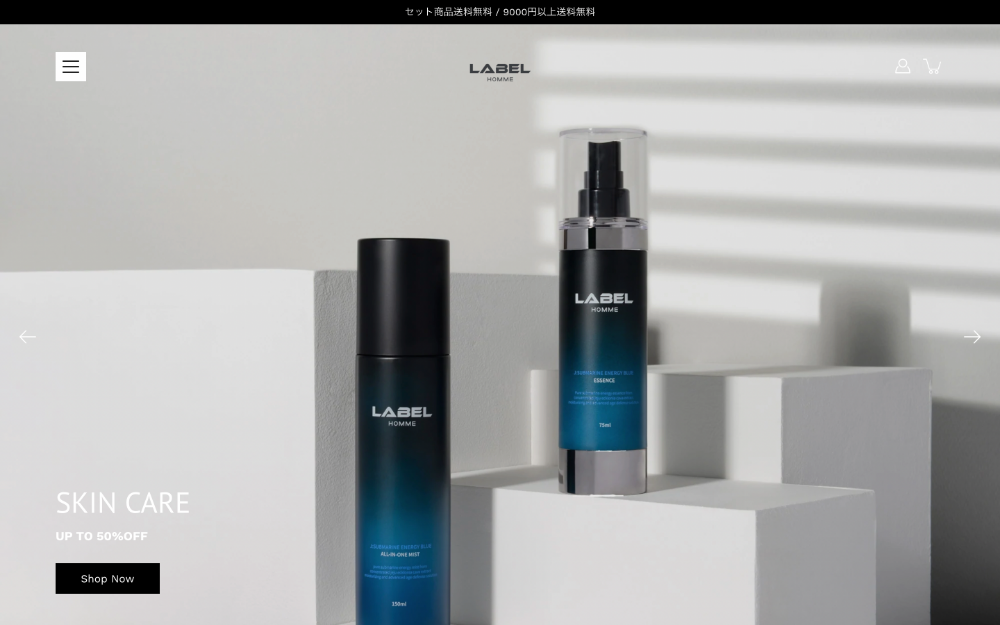 セット商品送料無料 / 9000円以上送料無料
LABEL
HOMME
LABEL
HOMME
ESSENCE
75ml
LABEL
HOMME
ALL-IN-ONE MIST
150ml
SKIN CARE
UP TO 50%OFF
Shop Now